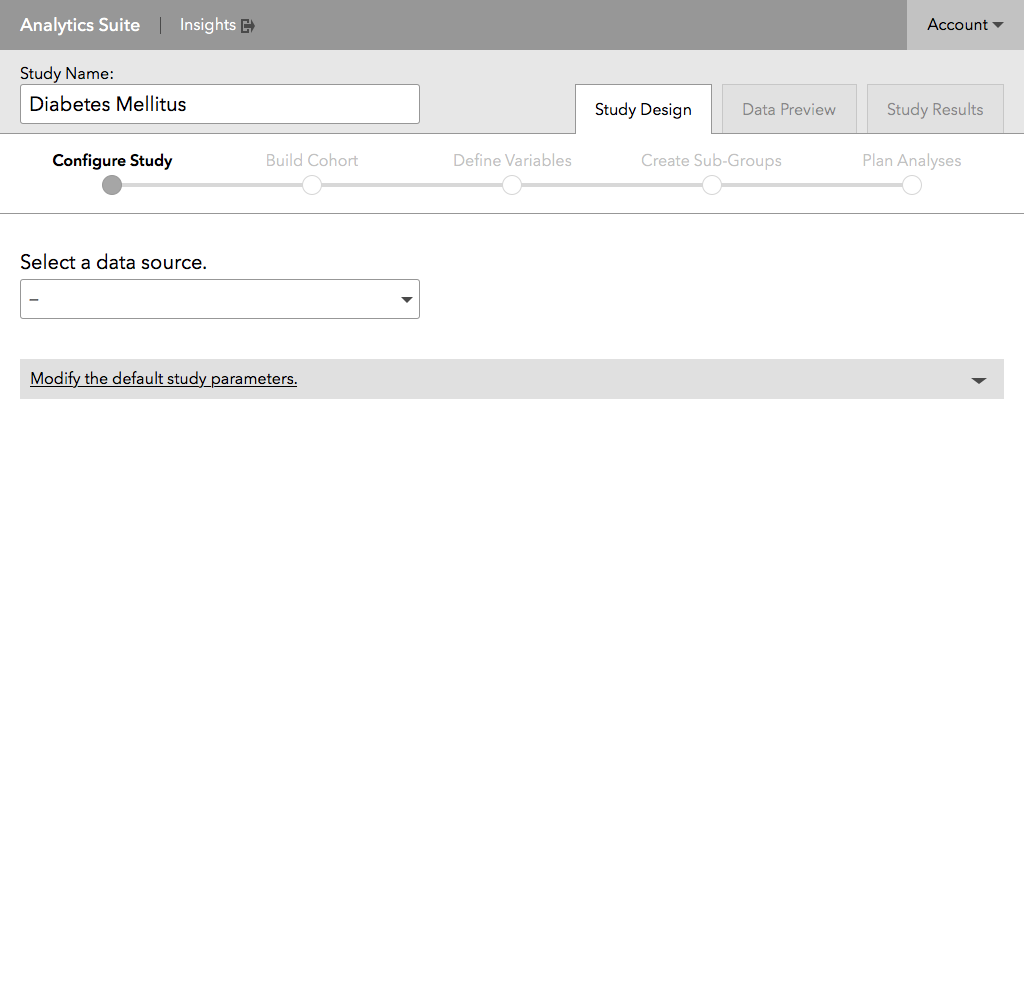 Analytics Suite | Insights Account
Study Name:
Diabetes Mellitus
Study Design Data Preview Study Results
Configure Study Build Cohort Define Variables Create Sub-Groups Plan Analyses
Select a data source.
–
Modify the default study parameters.